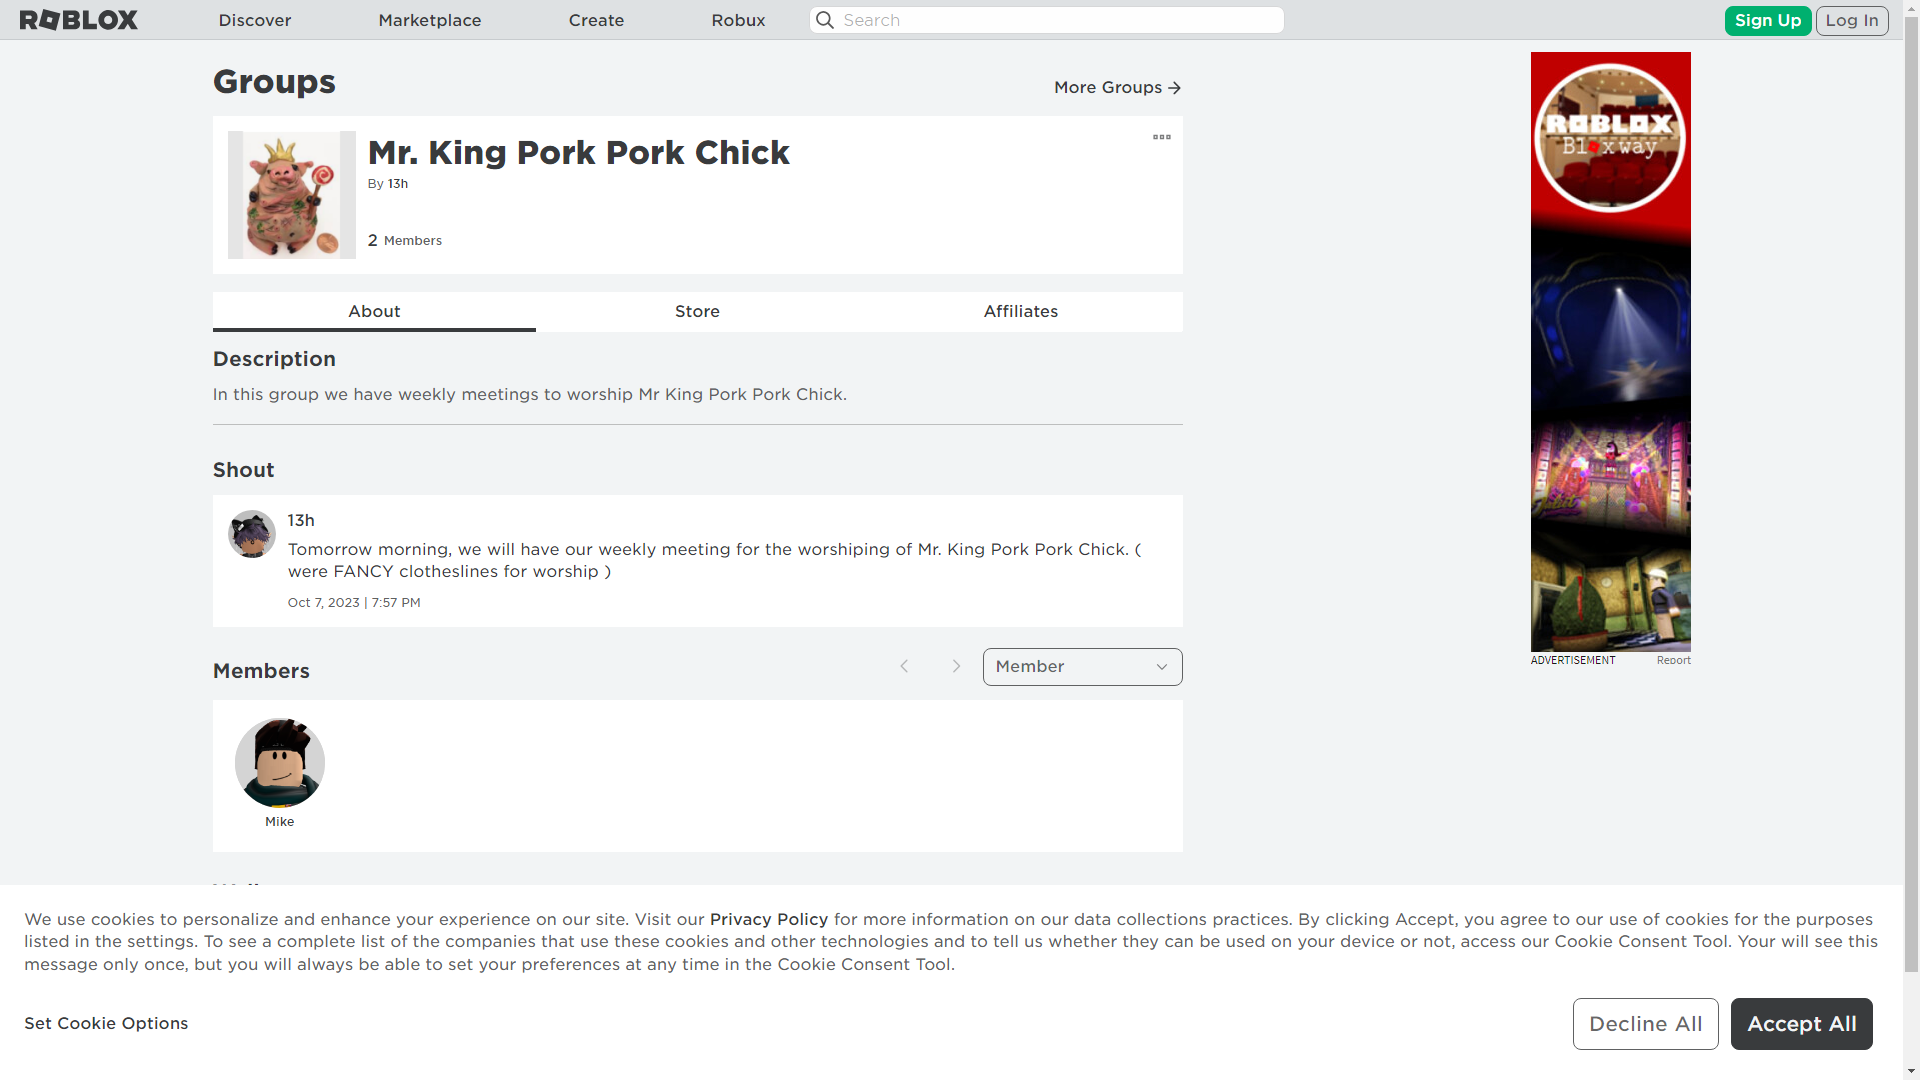 ROBLOX
Discover
Marketplace
Create
Robux
Search
Sign Up
Log In
Groups
More Groups
Mr. King Pork Pork Chick
By 13h
2 Members
About
Store
Affiliates
Description
In this group we have weekly meetings to worship Mr King Pork Pork Chick.
Shout
13h
Tomorrow morning, we will have our weekly meeting for the worshiping of Mr. King Pork Pork Chick. (
were FANCY clotheslines for worship )
Oct 7, 2023 | 7:57 PM
Members
Member
Mike
ROBLOX
Bloxway
ADVERTISEMENT
Report
We use cookies to personalize and enhance your experience on our site. Visit our Privacy Policy for more information on our data collections practices. By clicking Accept, you agree to our use of cookies for the purposes
listed in the settings. To see a complete list of the companies that use these cookies and other technologies and to tell us whether they can be used on your device or not, access our Cookie Consent Tool. Your will see this
message only once, but you will always be able to set your preferences at any time in the Cookie Consent Tool.
Set Cookie Options
Decline All
Accept All